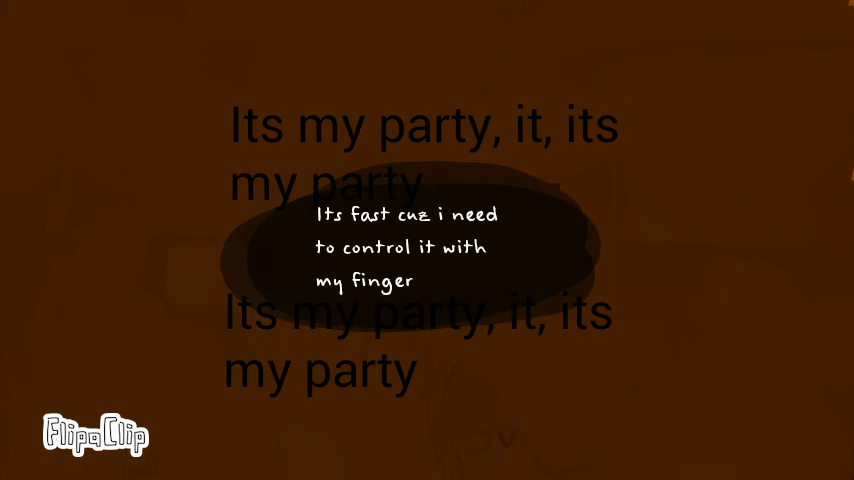 Its my party, it, its
my party
Its fast cuz i need
to control it with
my finger
Its my party, it, its
my party
FlipaClip